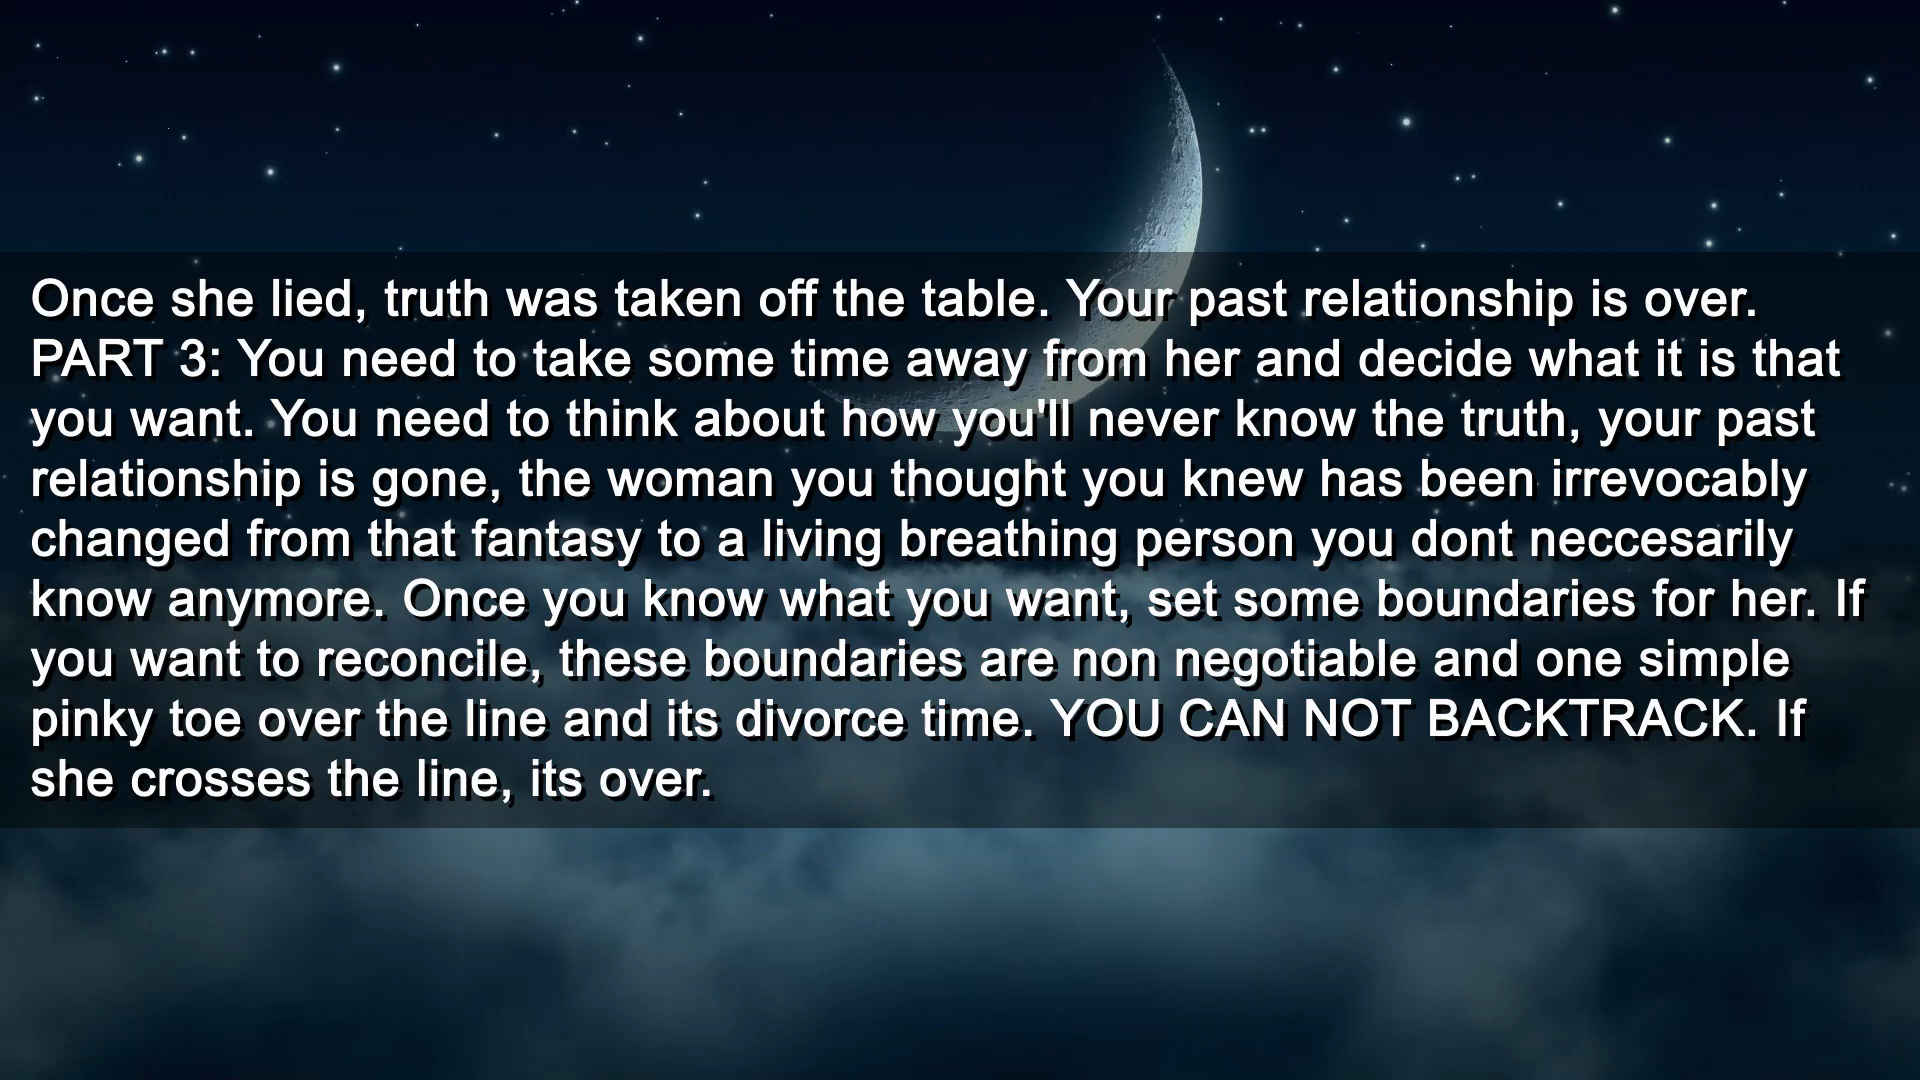 Once she lied, truth was taken off the table. Your past relationship is over.
PART 3: You need to take some time away from her and decide what it is that
you want. You need to think about how you'll never know the truth, your past
relationship is gone, the woman you thought you knew has been irrevocably
changed from that fantasy to a living breathing person you dont neccesarily
know anymore. Once you know what you want, set some boundaries for her. If
you want to reconcile, these boundaries are non negotiable and one simple
pinky toe over the line and its divorce time. YOU CAN NOT BACKTRACK. If
she crosses the line, its over.